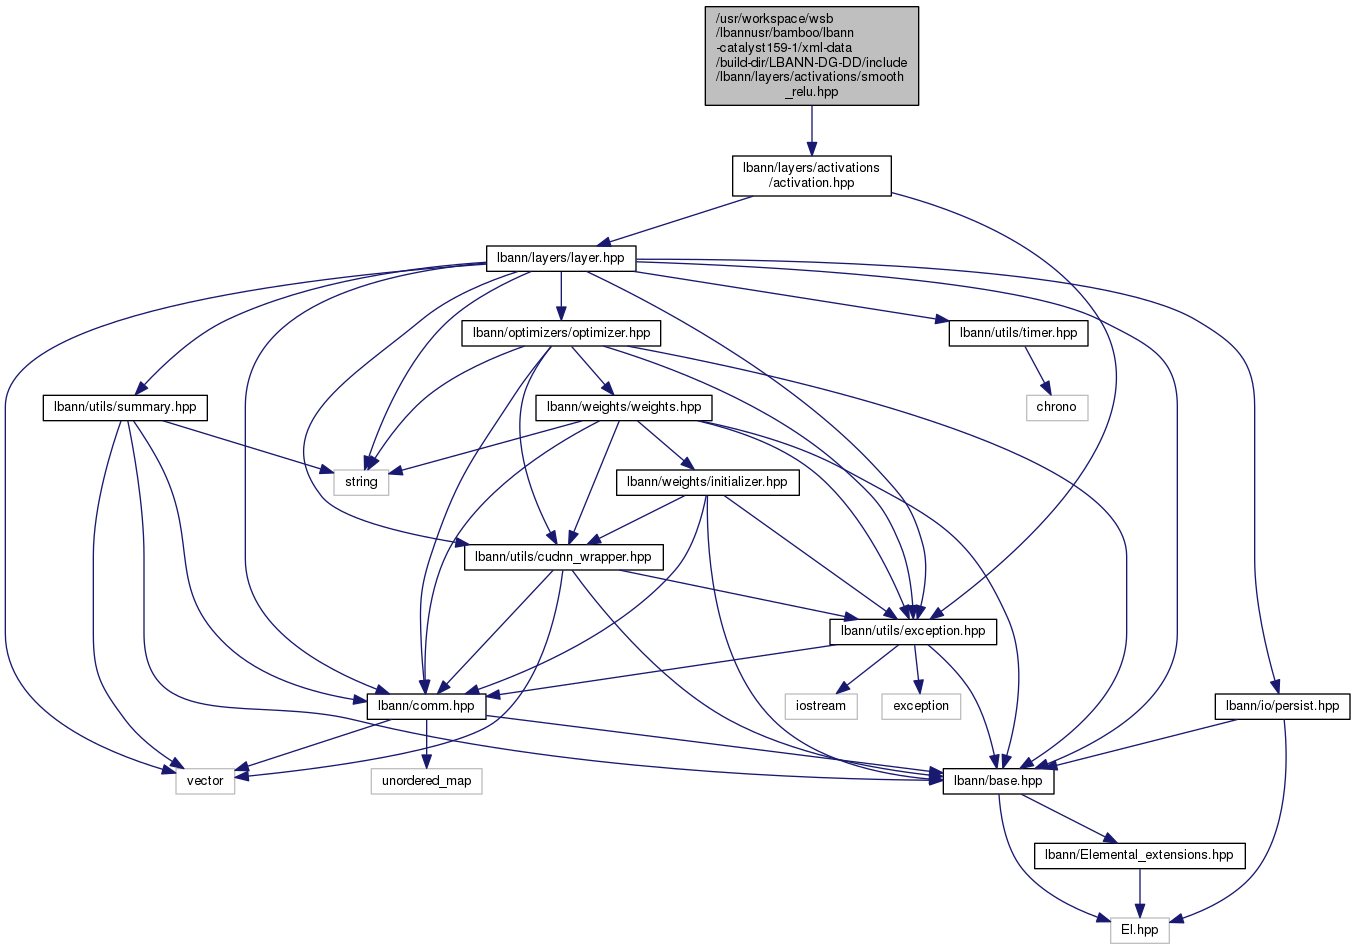 /usr/workspace/wsb
/lbannusr/bamboo/lbann
-catalyst159-1/xml-data
/build-dir/LBANN-DG-DD/include
/lbann/layers/activations/smooth
_relu.hpp
lbann/layers/activations
/activation.hpp
lbann/layers/layer.hpp
lbann/optimizers/optimizer.hpp
lbann/utils/timer.hpp
lbann/utils/summary.hpp
lbann/weights/weights.hpp
chrono
string
lbann/weights/initializer.hpp
lbann/utils/cudnn_wrapper.hpp
lbann/utils/exception.hpp
lbann/comm.hpp
iostream
exception
lbann/io/persist.hpp
vector
unordered_map
lbann/base.hpp
lbann/Elemental_extensions.hpp
El.hpp